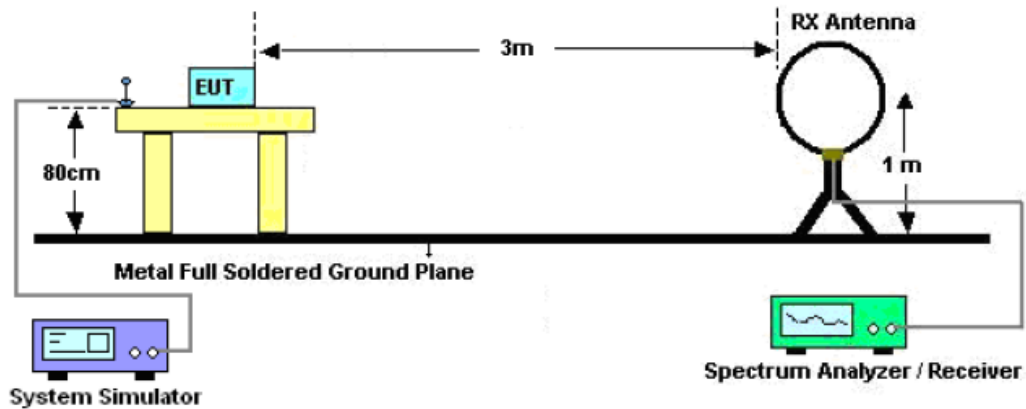 RX Antenna
3m
EUT
80cm
1 m
Metal Full Soldered Ground Plane
System Simulator
Spectrum Analyzer / Receiver